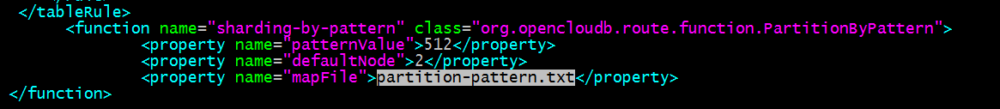 </tableRule>
<function name="sharding-by-pattern" class="org.opencloudb.route.function.PartitionByPattern">
<property name="patternValue">512</property>
<property name="defaultNode">2</property>
<property name="mapFile">partition-pattern.txt</property>
</function>